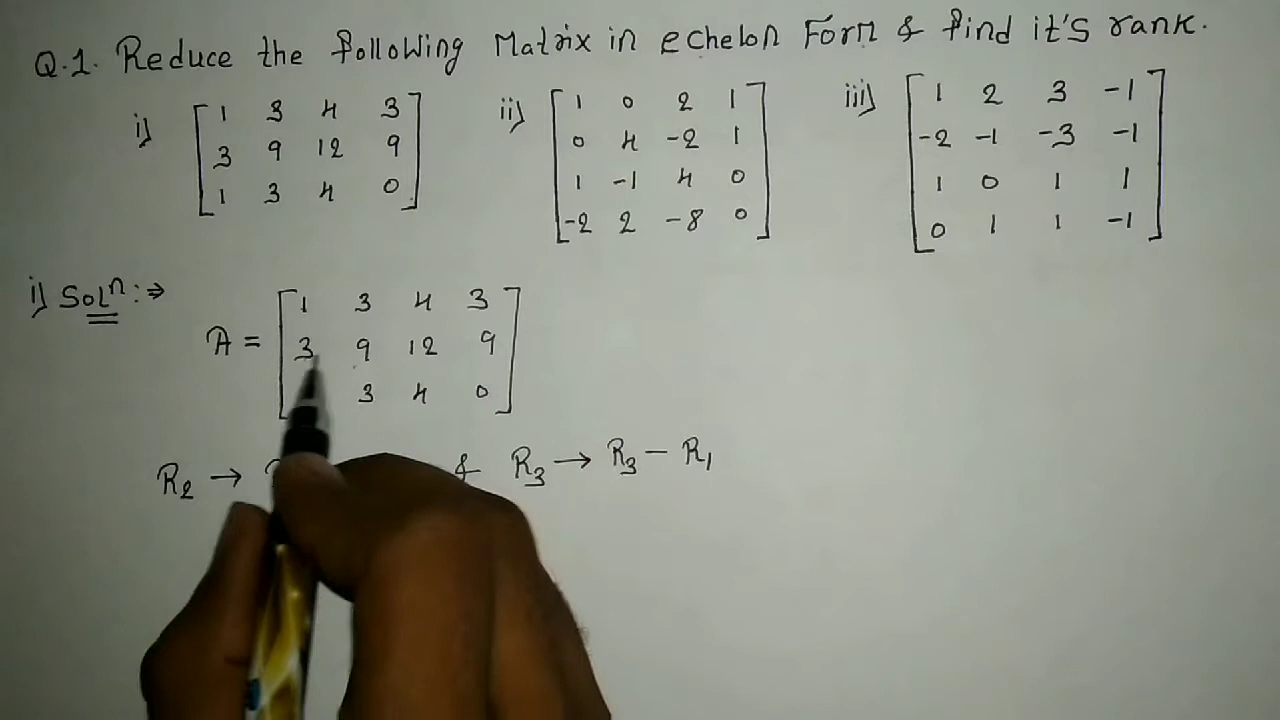 Q.1. Reduce the following Matrix in echelon Form & find it's rank.
i) [1 3 4 3 ii) [1 0 2 1 iii) [1 2 3 -1
3 9 12 9 0 4 -2 1 -2 -1 -3 -1
1 3 4 0] 1 -1 4 0 1 0 1 1
-2 2 -8 0] 0 1 1 -1]
i) Solⁿ :⇒
A = [1 3 4 3
3 9 12 9
3 4 0]
R₂ → & R₃ → R₃ - R₁